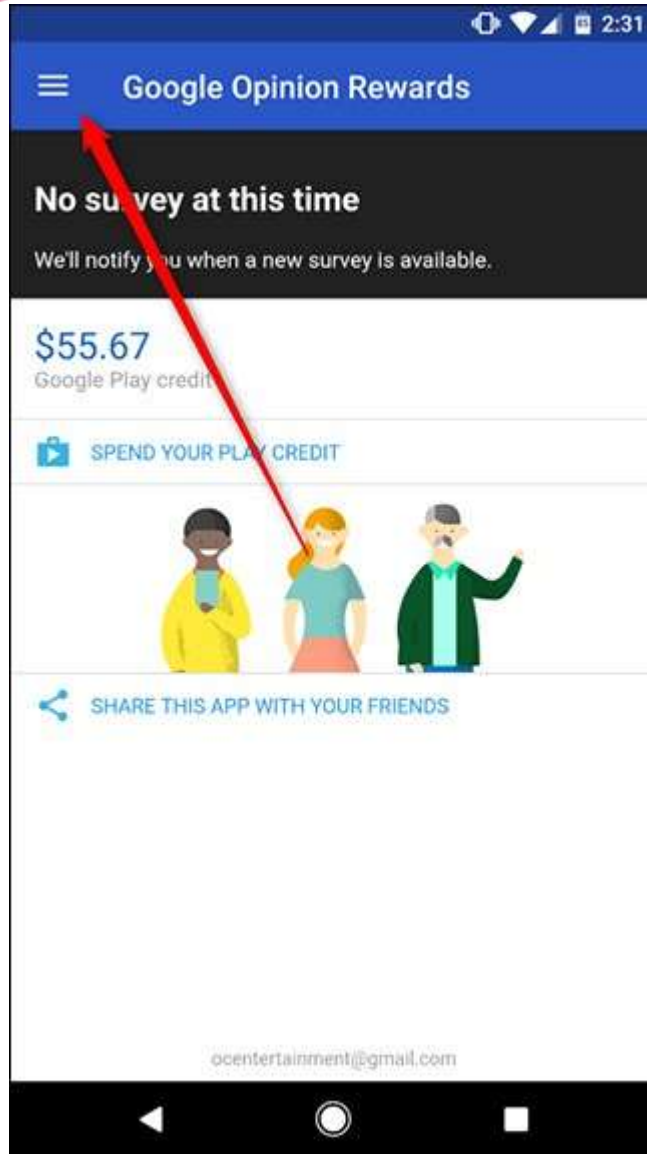 2:31
Google Opinion Rewards
No survey at this time
We'll notify you when a new survey is available.
$55.67
Google Play credit
SPEND YOUR PLAY CREDIT
SHARE THIS APP WITH YOUR FRIENDS
ocentertainment@gmail.com